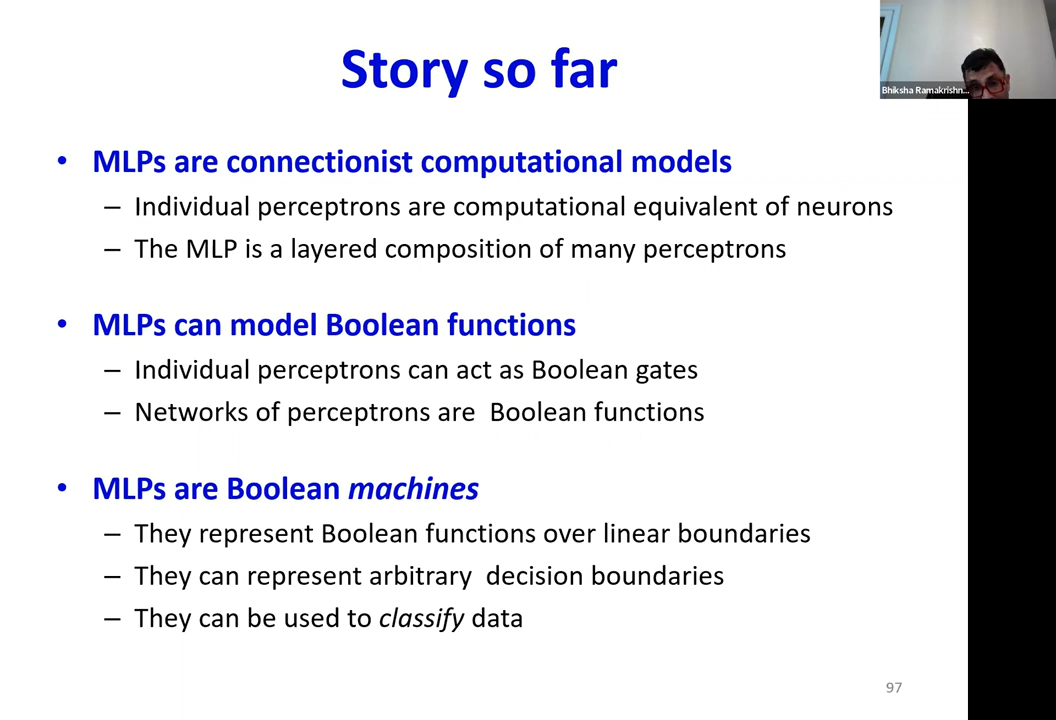 Story so far
Bhiksha Ramakrishn...
• MLPs are connectionist computational models
– Individual perceptrons are computational equivalent of neurons
– The MLP is a layered composition of many perceptrons
• MLPs can model Boolean functions
– Individual perceptrons can act as Boolean gates
– Networks of perceptrons are  Boolean functions
• MLPs are Boolean machines
– They represent Boolean functions over linear boundaries
– They can represent arbitrary  decision boundaries
– They can be used to classify data
97